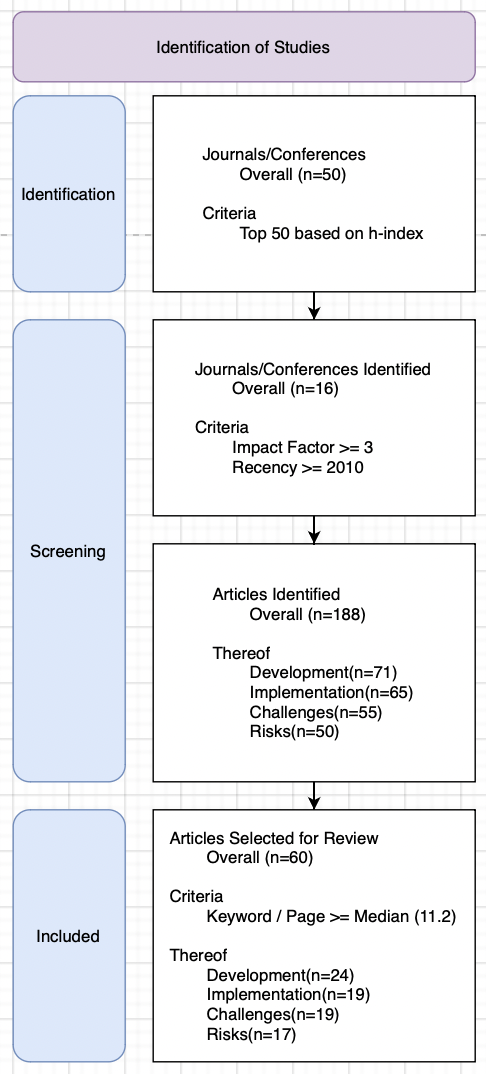 Identification of Studies
Identification
Journals/Conferences
Overall (n=50)
Criteria
Top 50 based on h-index
Screening
Journals/Conferences Identified
Overall (n=16)
Criteria
Impact Factor >= 3
Recency >= 2010
Articles Identified
Overall (n=188)
Thereof
Development(n=71)
Implementation(n=65)
Challenges(n=55)
Risks(n=50)
Included
Articles Selected for Review
Overall (n=60)
Criteria
Keyword / Page >= Median (11.2)
Thereof
Development(n=24)
Implementation(n=19)
Challenges(n=19)
Risks(n=17)